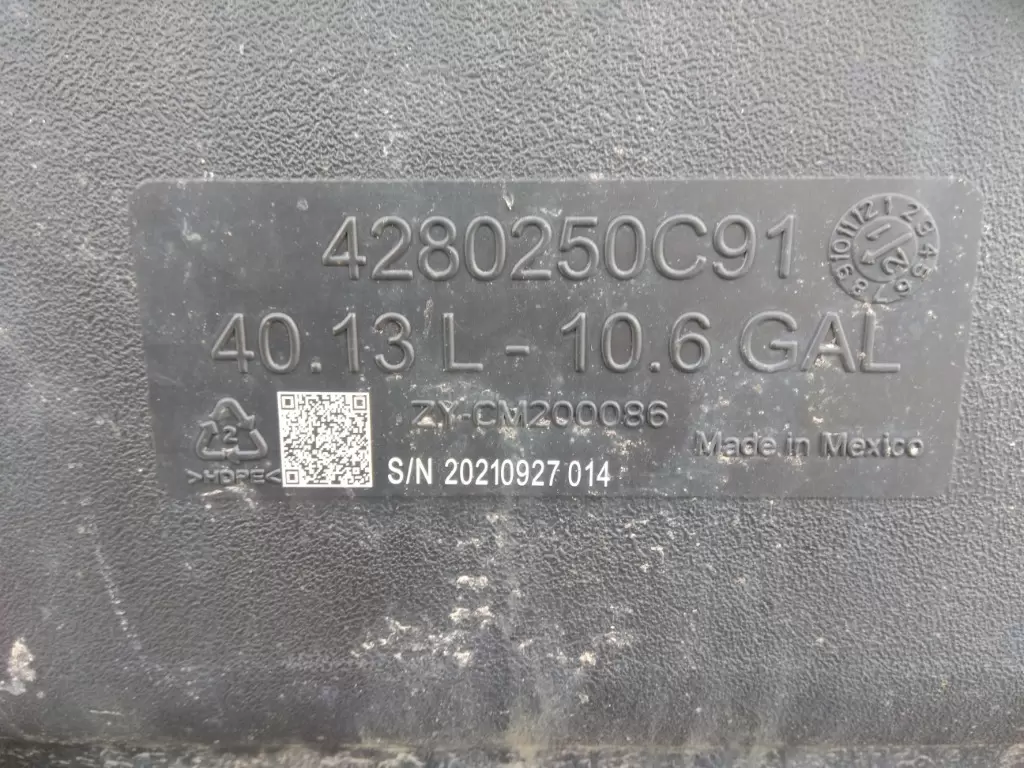 4280250C91
40.13 L - 10.6 GAL
ZY-CM200086
Made in Mexico
2
>HDPE<
S/N 20210927 014